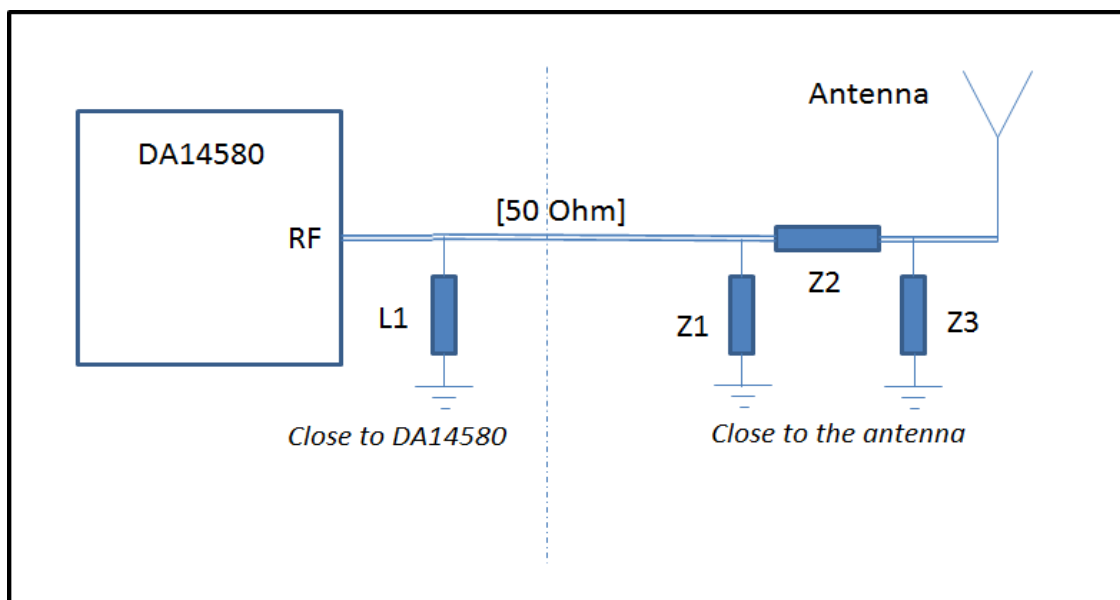 Antenna
DA14580
RF
[50 Ohm]
Z2
L1
Z1
Z3
Close to DA14580
Close to the antenna